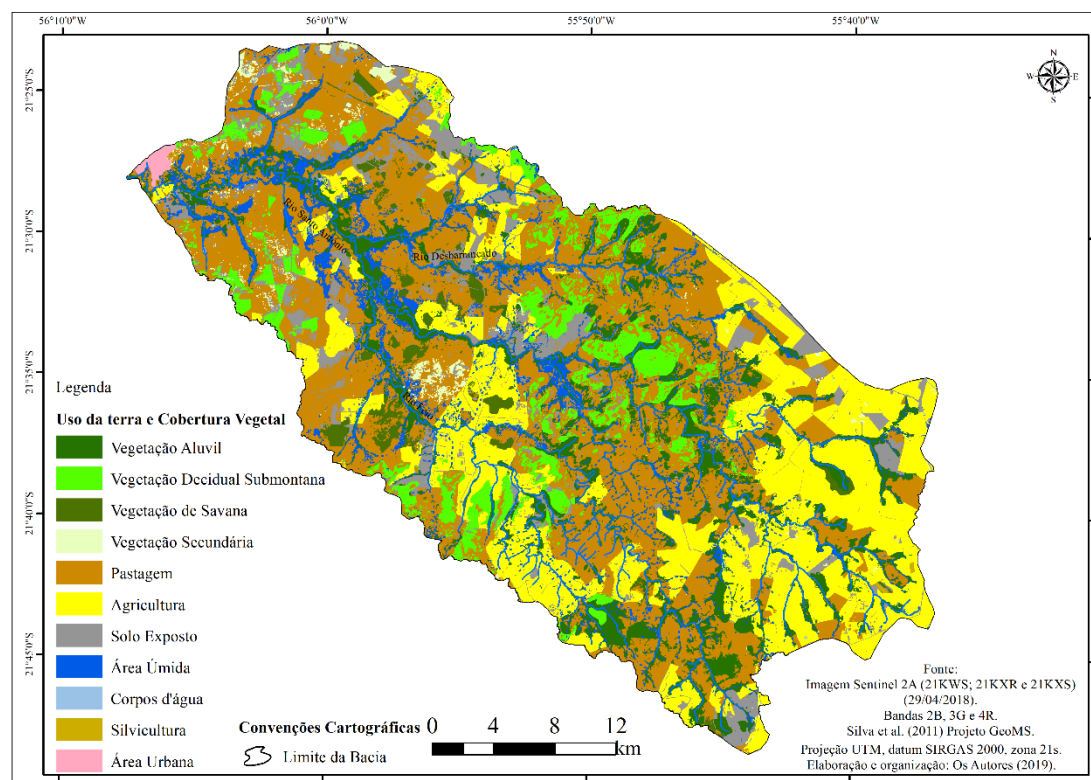 56°10'0"W 56°0'0"W 55°50'0"W 55°40'0"W
N
W E
S
21°25'0"S
21°30'0"S
21°35'0"S
21°40'0"S
21°45'0"S
Rio Santo Antonio
Rio Desbarrancado
Legenda
Uso da terra e Cobertura Vegetal
Vegetação Aluvil
Vegetação Decidual Submontana
Vegetação de Savana
Vegetação Secundária
Pastagem
Agricultura
Solo Exposto
Área Úmida
Corpos d'água
Silvicultura
Área Urbana
Convenções Cartográficas
Limite da Bacia
0 4 8 12
km
Fonte:
Imagem Sentinel 2A (21KWS; 21KXR e 21KXS)
(29/04/2018).
Bandas 2B, 3G e 4R.
Silva et al. (2011) Projeto GeoMS.
Projeção UTM, datum SIRGAS 2000, zona 21s.
Elaboração e organização: Os Autores (2019).